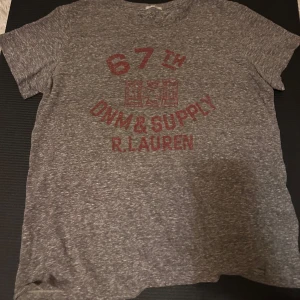 67TH
DNM & SUPPLY
R.LAUREN